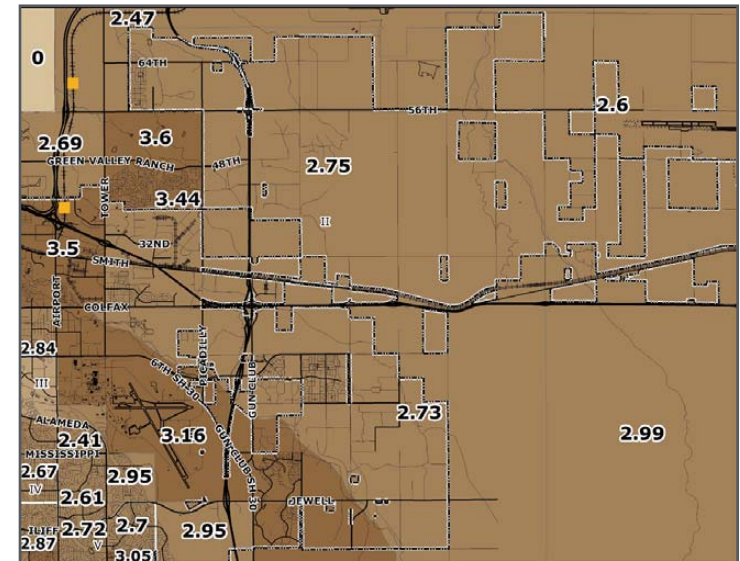 2.47
0
64TH
56TH
2.6
3.6
2.69
GREEN VALLEY RANCH
48TH
2.75
TOWER
3.44
II
32ND
3.5
SMITH
AIRPORT
COLFAX
PICADILLY
2.84
6TH SH 30
GUN CLUB
III
2.73
ALAMEDA
2.41
3.16
GUN CLUB SH 30
2.99
MISSISSIPPI
2.67
2.95
IV
2.61
JEWELL
ILIFF
2.72
2.7
2.95
2.87
V
3.05